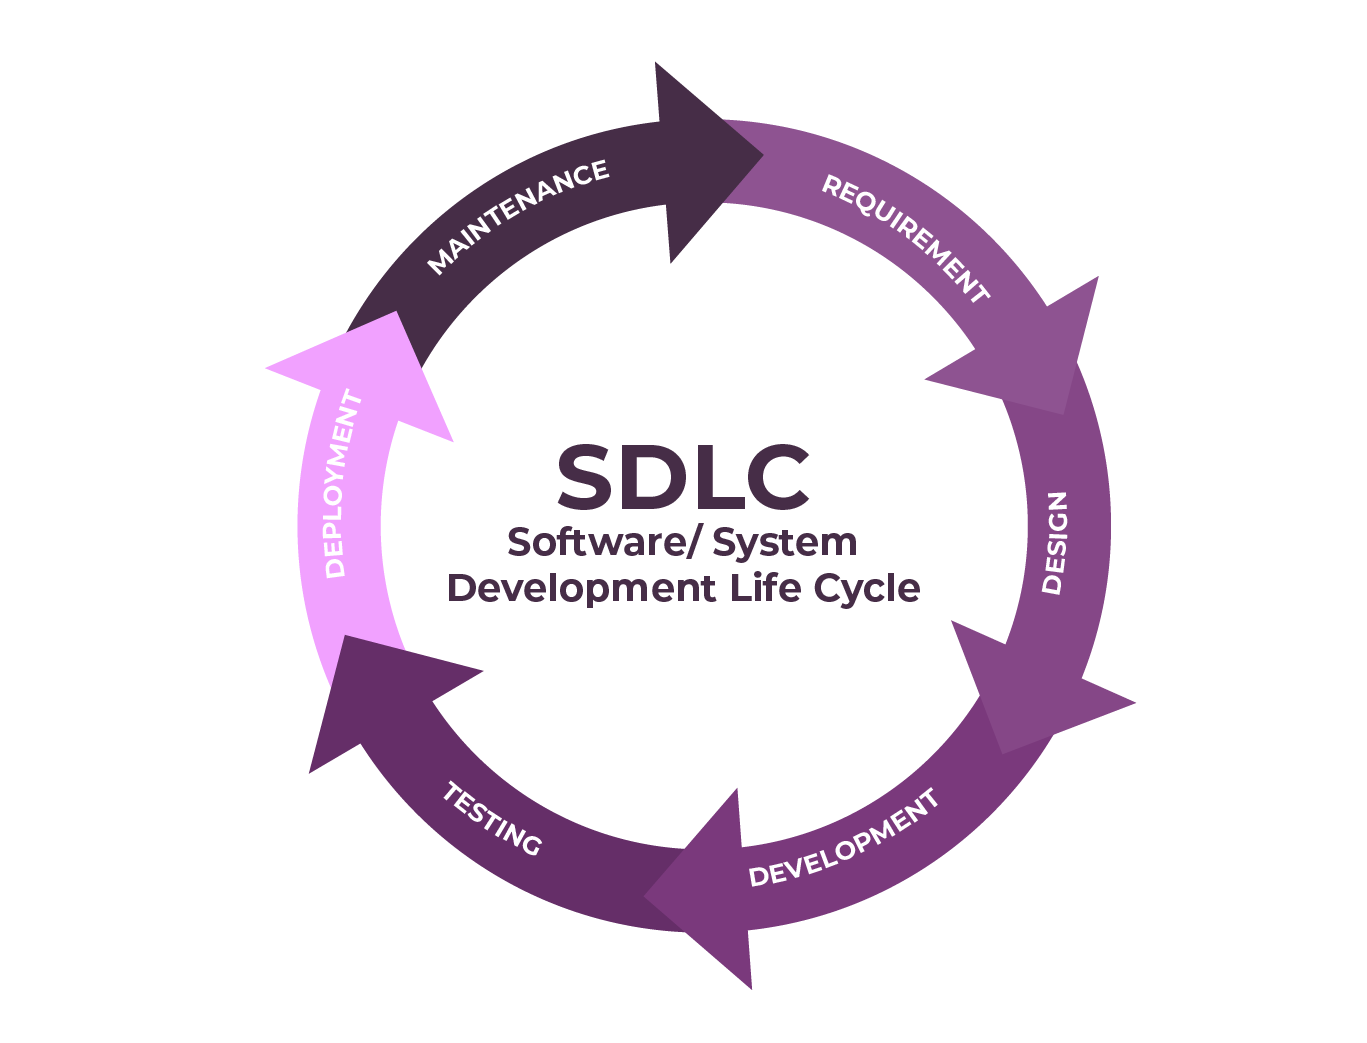 MAINTENANCE
REQUIREMENT
DESIGN
DEVELOPMENT
TESTING
DEPLOYMENT
SDLC
Software/ System
Development Life Cycle